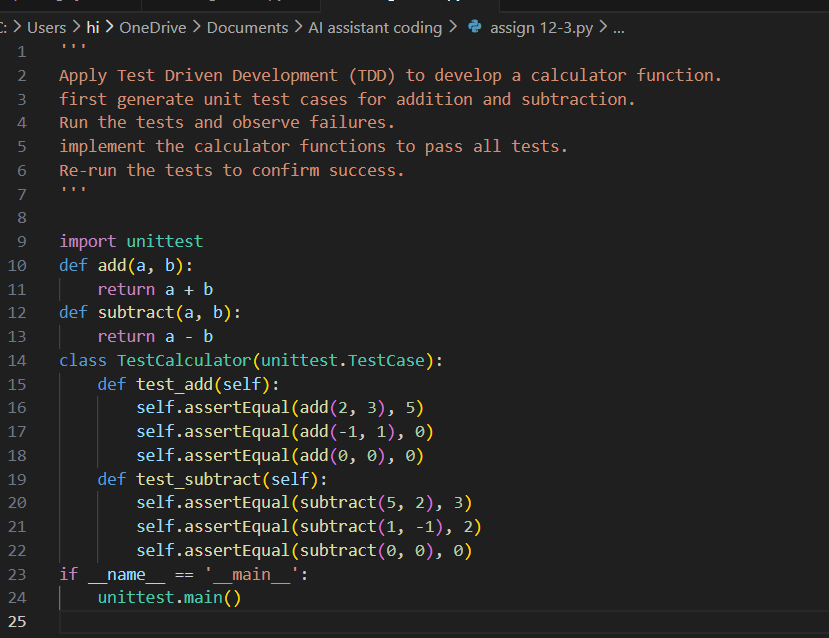 C: > Users > hi > OneDrive > Documents > AI assistant coding > assign 12-3.py > ...
1 '''
2 Apply Test Driven Development (TDD) to develop a calculator function.
3 first generate unit test cases for addition and subtraction.
4 Run the tests and observe failures.
5 implement the calculator functions to pass all tests.
6 Re-run the tests to confirm success.
7 '''
8
9 import unittest
10 def add(a, b):
11     return a + b
12 def subtract(a, b):
13     return a - b
14 class TestCalculator(unittest.TestCase):
15     def test_add(self):
16         self.assertEqual(add(2, 3), 5)
17         self.assertEqual(add(-1, 1), 0)
18         self.assertEqual(add(0, 0), 0)
19     def test_subtract(self):
20         self.assertEqual(subtract(5, 2), 3)
21         self.assertEqual(subtract(1, -1), 2)
22         self.assertEqual(subtract(0, 0), 0)
23 if __name__ == '__main__':
24     unittest.main()
25